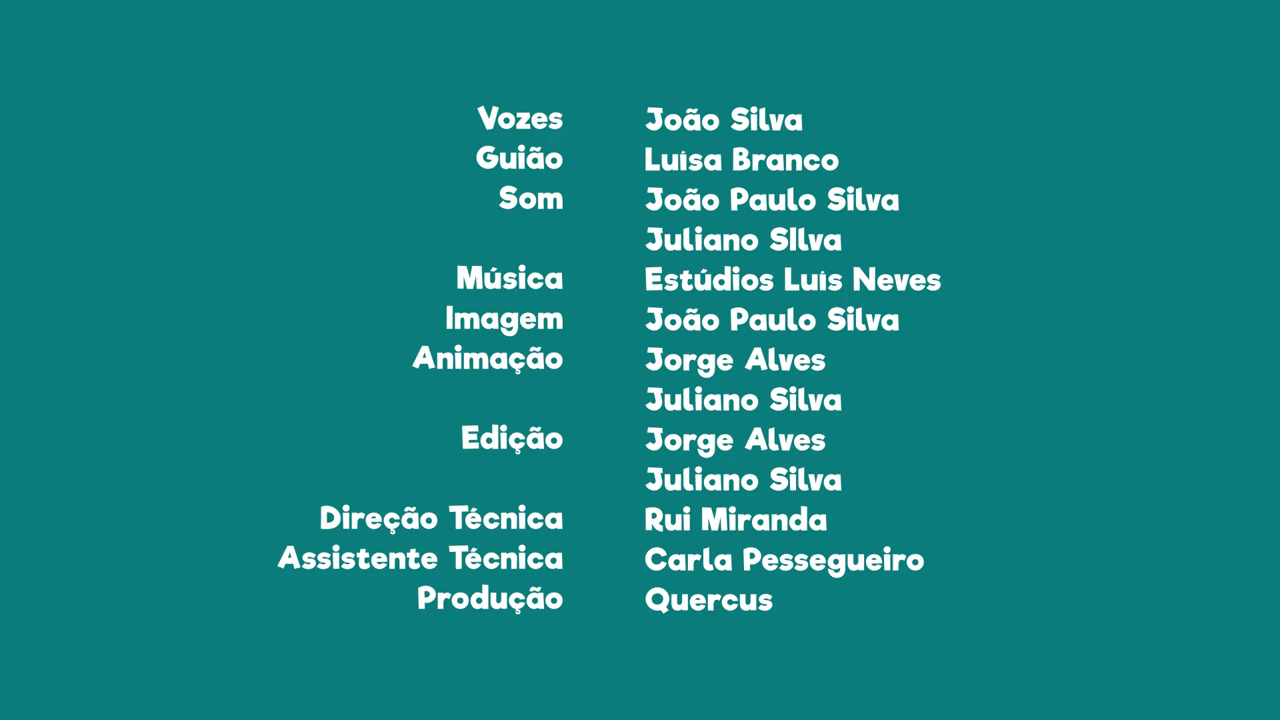 Vozes João Silva
Guião Luísa Branco
Som João Paulo Silva
Juliano SIlva
Música Estúdios Luís Neves
Imagem João Paulo Silva
Animação Jorge Alves
Juliano Silva
Edição Jorge Alves
Juliano Silva
Direção Técnica Rui Miranda
Assistente Técnica Carla Pessegueiro
Produção Quercus